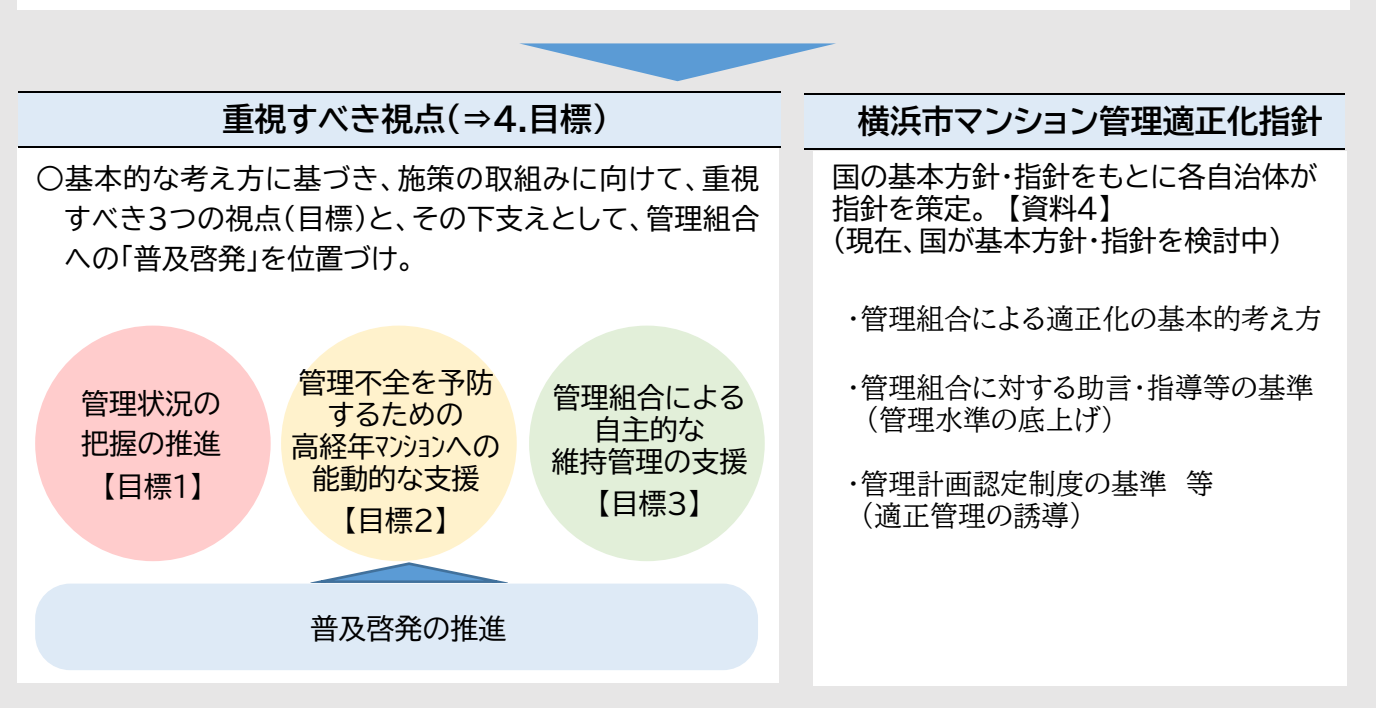 重視すべき視点(⇒4.目標)
○基本的な考え方に基づき、施策の取組みに向けて、重視
すべき3つの視点(目標)と、その下支えとして、管理組合
への「普及啓発」を位置づけ。
管理状況の
把握の推進
【目標1】
管理不全を予防
するための
高経年ﾏﾝｼｮﾝへの
能動的な支援
【目標2】
管理組合による
自主的な
維持管理の支援
【目標3】
普及啓発の推進
横浜市マンション管理適正化指針
国の基本方針・指針をもとに各自治体が
指針を策定。【資料4】
(現在、国が基本方針・指針を検討中)
・管理組合による適正化の基本的考え方
・管理組合に対する助言・指導等の基準
(管理水準の底上げ)
・管理計画認定制度の基準 等
(適正管理の誘導)